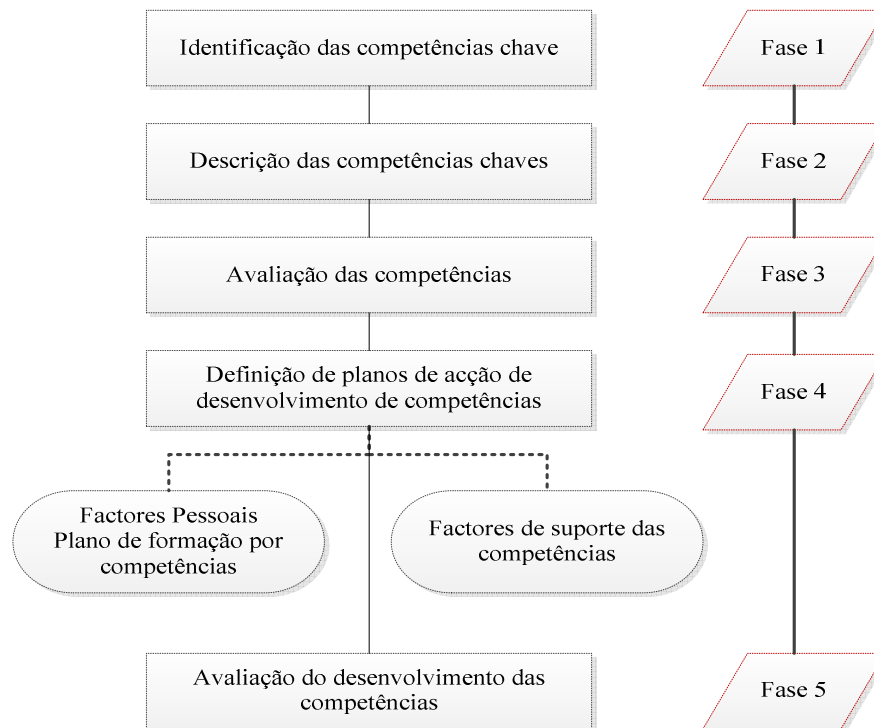 Identificação das competências chave
Fase 1
Descrição das competências chaves
Fase 2
Avaliação das competências
Fase 3
Definição de planos de acção de
desenvolvimento de competências
Fase 4
Factores Pessoais
Plano de formação por
competências
Factores de suporte das
competências
Avaliação do desenvolvimento das
competências
Fase 5